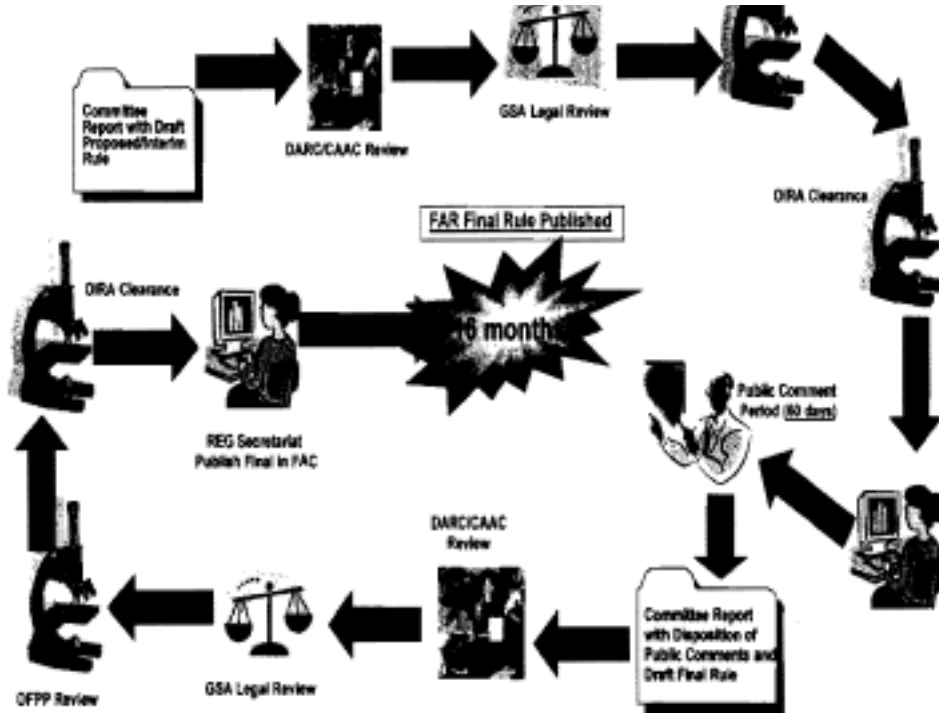 Committee
Report with Draft
Proposed/Interim
Rule
DARC/CAAC Review
GSA Legal Review
OIRA Clearance
FAR Final Rule Published
16 month
OIRA Clearance
REG Secretariat
Publish Final in FAC
Public Comment
Period (60 days)
DARC/CAAC
Review
Committee Report
with Disposition of
Public Comments and
Draft Final Rule
GSA Legal Review
OFPP Review